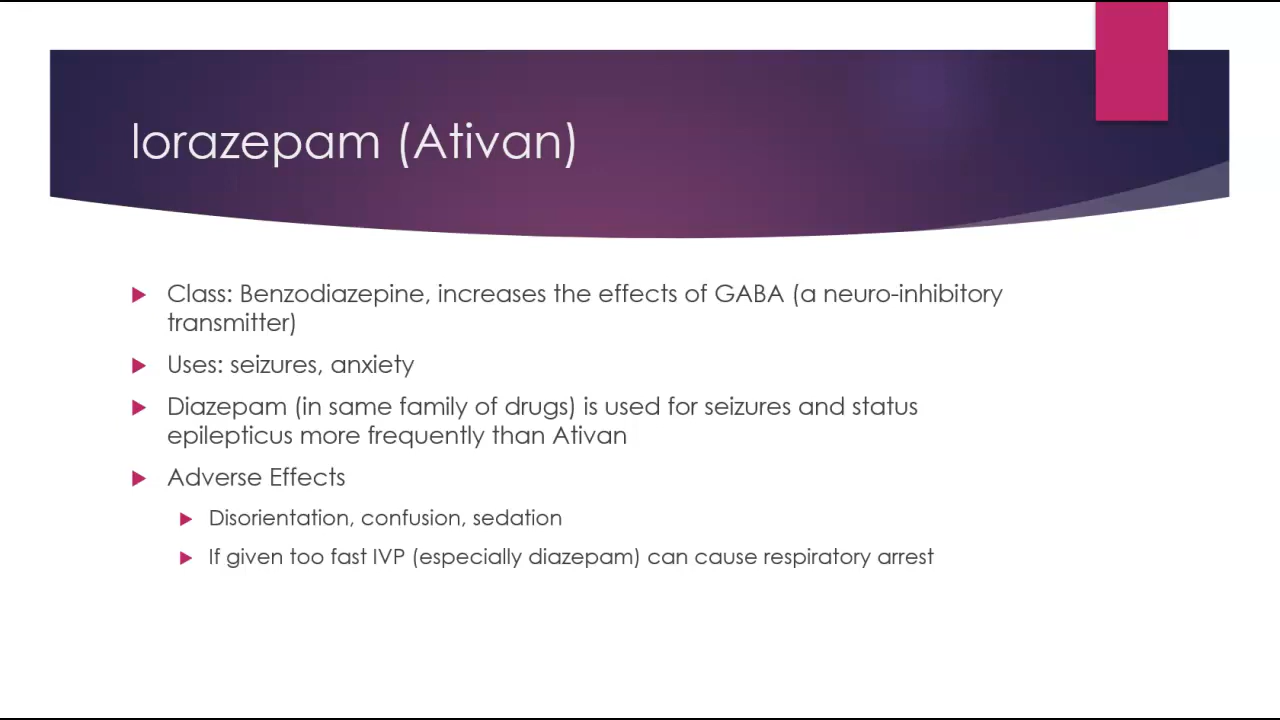 lorazepam (Ativan)
Class: Benzodiazepine, increases the effects of GABA (a neuro-inhibitory
transmitter)
Uses: seizures, anxiety
Diazepam (in same family of drugs) is used for seizures and status
epilepticus more frequently than Ativan
Adverse Effects
Disorientation, confusion, sedation
If given too fast IVP (especially diazepam) can cause respiratory arrest